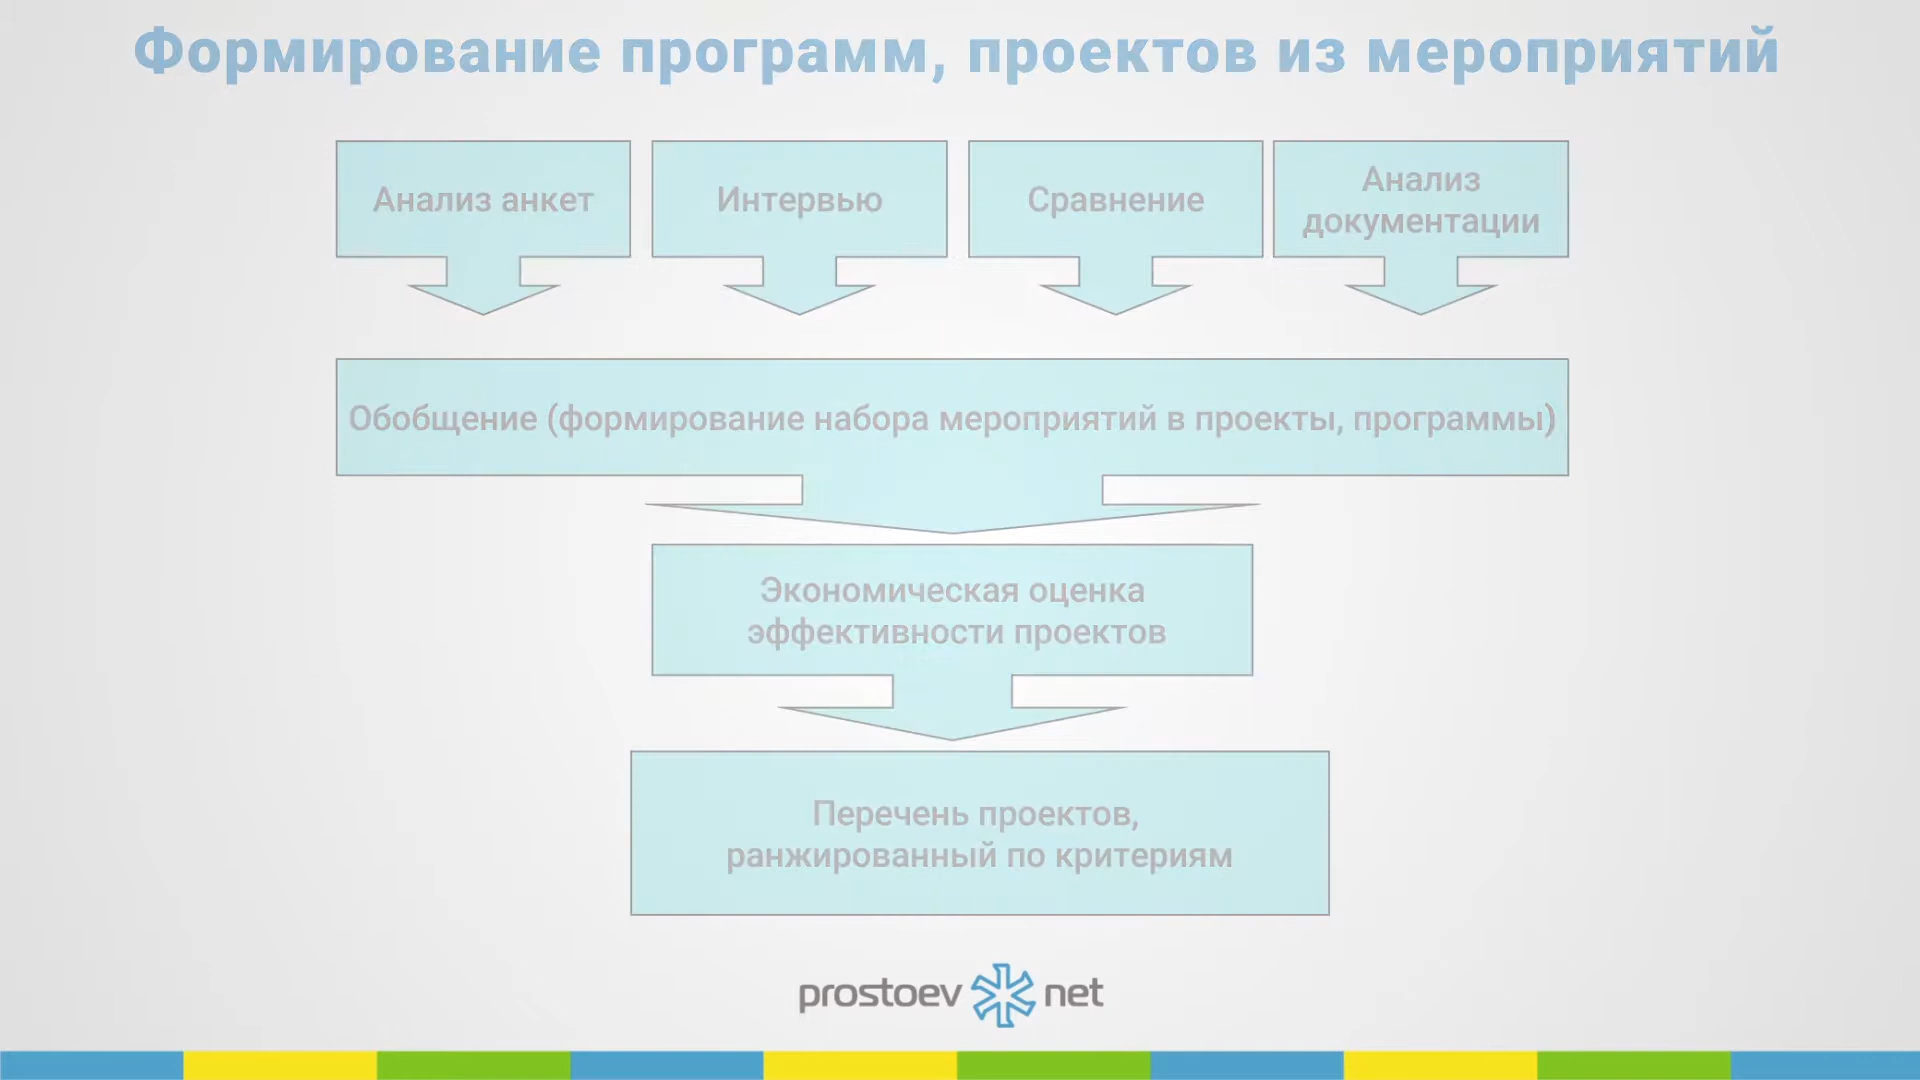 Формирование программ, проектов из мероприятий
Анализ анкет
Интервью
Сравнение
Анализ
документации
Обобщение (формирование набора мероприятий в проекты, программы)
Экономическая оценка
эффективности проектов
Перечень проектов,
ранжированный по критериям
prostoev net